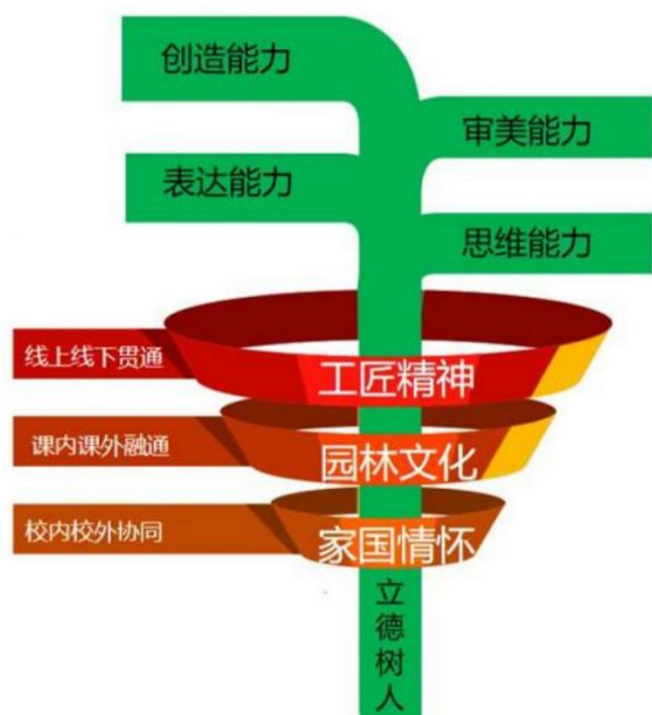 创造能力
审美能力
表达能力
思维能力
线上线下贯通
工匠精神
课内课外融通
园林文化
校内校外协同
家国情怀
立德树人